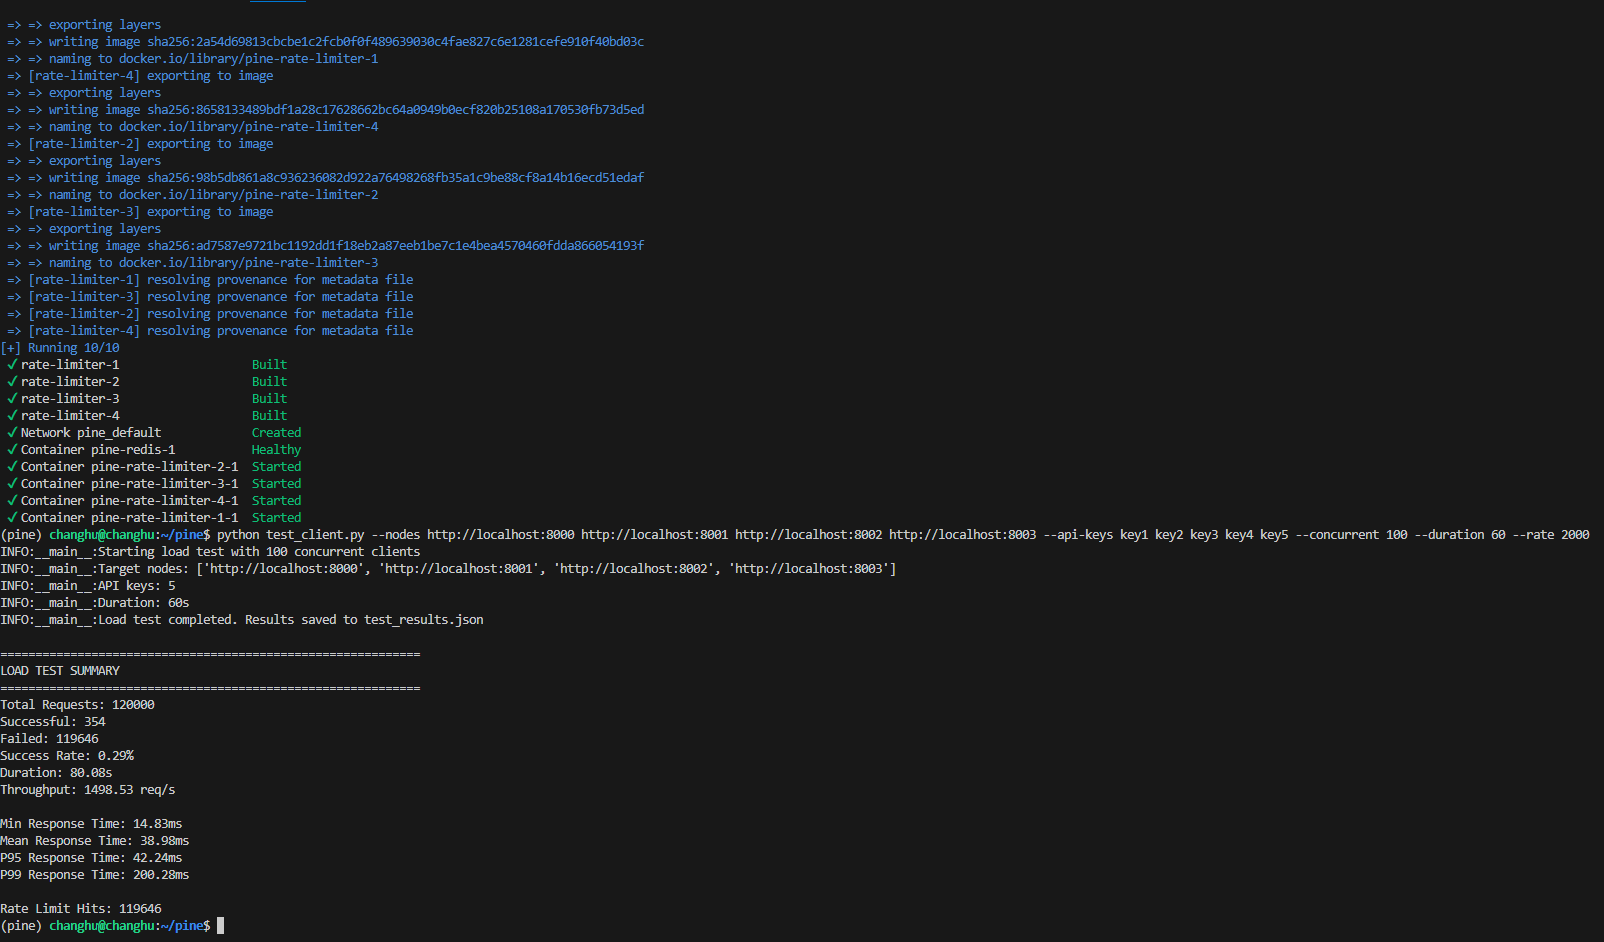 => => exporting layers
=> => writing image sha256:2a54d69813cbcbe1c2fcb0f0f489639030c4fae827c6e1281cefe910f40bd03c
=> => naming to docker.io/library/pine-rate-limiter-1
=> [rate-limiter-4] exporting to image
=> => exporting layers
=> => writing image sha256:8658133489bdf1a28c17628662bc64a0949b0ecf820b25108a170530fb73d5ed
=> => naming to docker.io/library/pine-rate-limiter-4
=> [rate-limiter-2] exporting to image
=> => exporting layers
=> => writing image sha256:98b5db861a8c936236082d922a76498268fb35a1c9be88cf8a14b16ecd51edaf
=> => naming to docker.io/library/pine-rate-limiter-2
=> [rate-limiter-3] exporting to image
=> => exporting layers
=> => writing image sha256:ad7587e9721bc1192dd1f18eb2a87eeb1be7c1e4bea4570460fdda866054193f
=> => naming to docker.io/library/pine-rate-limiter-3
=> [rate-limiter-1] resolving provenance for metadata file
=> [rate-limiter-3] resolving provenance for metadata file
=> [rate-limiter-2] resolving provenance for metadata file
=> [rate-limiter-4] resolving provenance for metadata file
[+] Running 10/10
✔ rate-limiter-1 Built
✔ rate-limiter-2 Built
✔ rate-limiter-3 Built
✔ rate-limiter-4 Built
✔ Network pine_default Created
✔ Container pine-redis-1 Healthy
✔ Container pine-rate-limiter-2-1 Started
✔ Container pine-rate-limiter-3-1 Started
✔ Container pine-rate-limiter-4-1 Started
✔ Container pine-rate-limiter-1-1 Started
(pine) changhu@changhu:~/pine$ python test_client.py --nodes http://localhost:8000 http://localhost:8001 http://localhost:8002 http://localhost:8003 --api-keys key1 key2 key3 key4 key5 --concurrent 100 --duration 60 --rate 2000
INFO:__main__:Starting load test with 100 concurrent clients
INFO:__main__:Target nodes: ['http://localhost:8000', 'http://localhost:8001', 'http://localhost:8002', 'http://localhost:8003']
INFO:__main__:API keys: 5
INFO:__main__:Duration: 60s
INFO:__main__:Load test completed. Results saved to test_results.json
============================================================
LOAD TEST SUMMARY
============================================================
Total Requests: 120000
Successful: 354
Failed: 119646
Success Rate: 0.29%
Duration: 80.08s
Throughput: 1498.53 req/s
Min Response Time: 14.83ms
Mean Response Time: 38.98ms
P95 Response Time: 42.24ms
P99 Response Time: 200.28ms
Rate Limit Hits: 119646
(pine) changhu@changhu:~/pine$